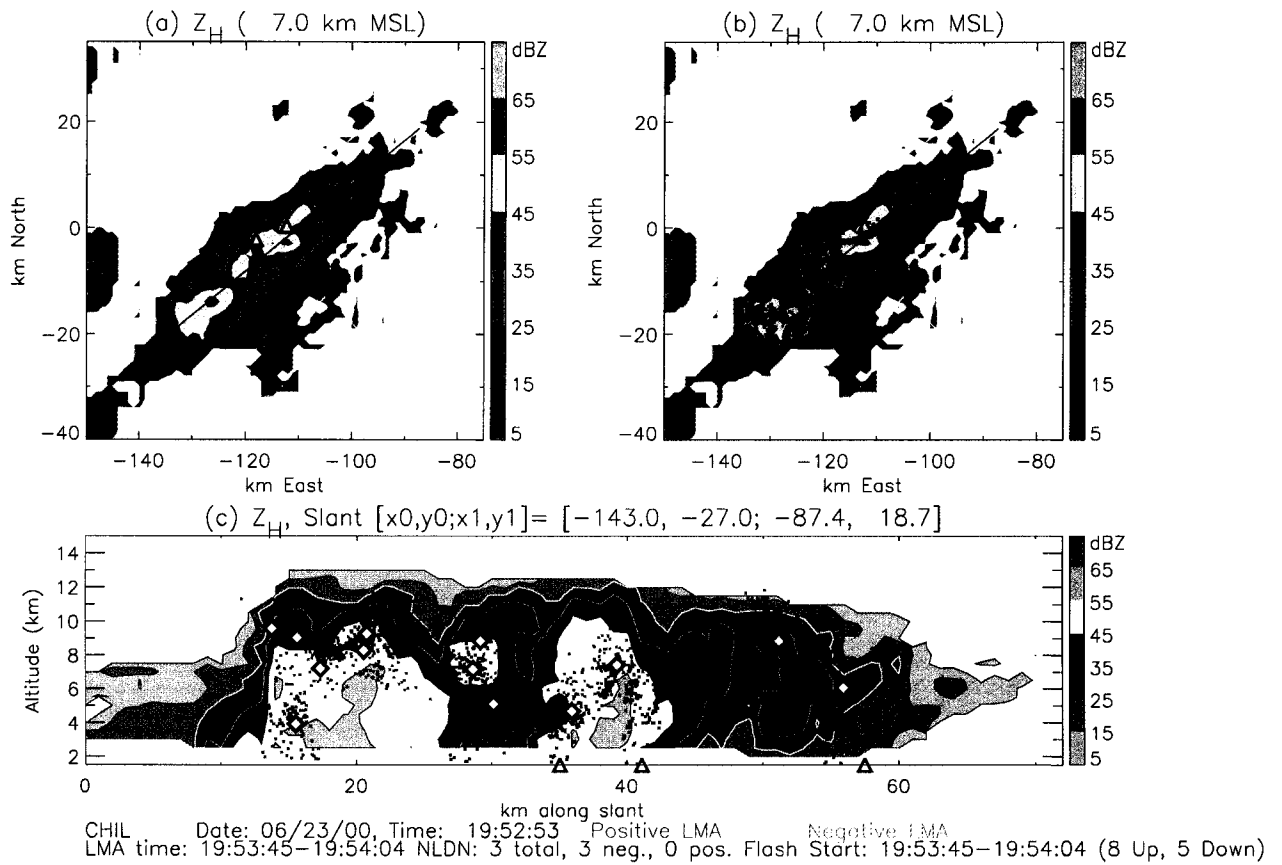 (a) Z_H ( 7.0 km MSL)
(b) Z_H ( 7.0 km MSL)
dBZ
65
55
45
35
25
15
5
dBZ
65
55
45
35
25
15
5
km North
20
0
-20
-40
km North
20
0
-20
-40
-140 -120 -100 -80
km East
-140 -120 -100 -80
km East
(c) Z_H, Slant [x0,y0;x1,y1]= [-143.0, -27.0; -87.4, 18.7]
Altitude (km)
14
12
10
8
6
4
2
dBZ
65
55
45
35
25
15
5
0 20 40 60
km along slant
CHIL Date: 06/23/00, Time: 19:52:53 Positive LMA Negative LMA
LMA time: 19:53:45-19:54:04 NLDN: 3 total, 3 neg., 0 pos. Flash Start: 19:53:45-19:54:04 (8 Up, 5 Down)